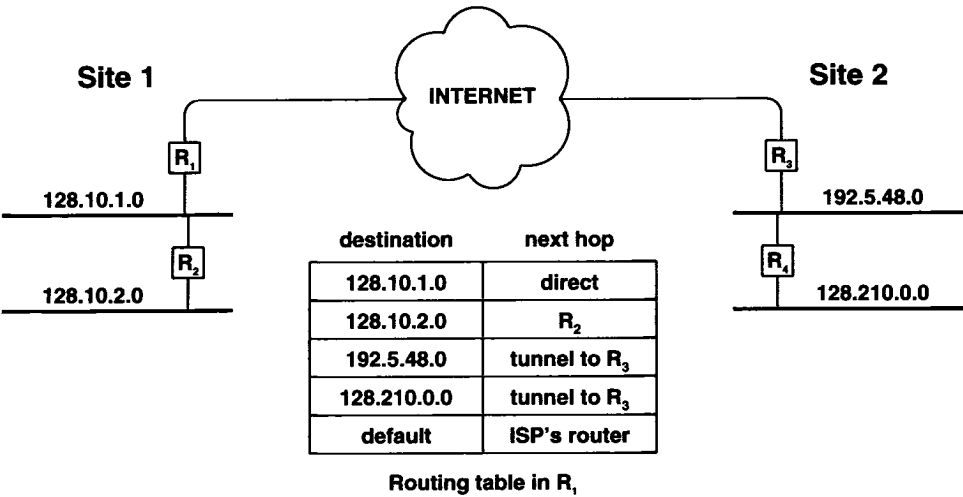 Site 1
INTERNET
Site 2
R₁
R₃
128.10.1.0
192.5.48.0
R₂
R₄
128.10.2.0
128.210.0.0
destination next hop
128.10.1.0 direct
128.10.2.0 R₂
192.5.48.0 tunnel to R₃
128.210.0.0 tunnel to R₃
default ISP's router
Routing table in R₁